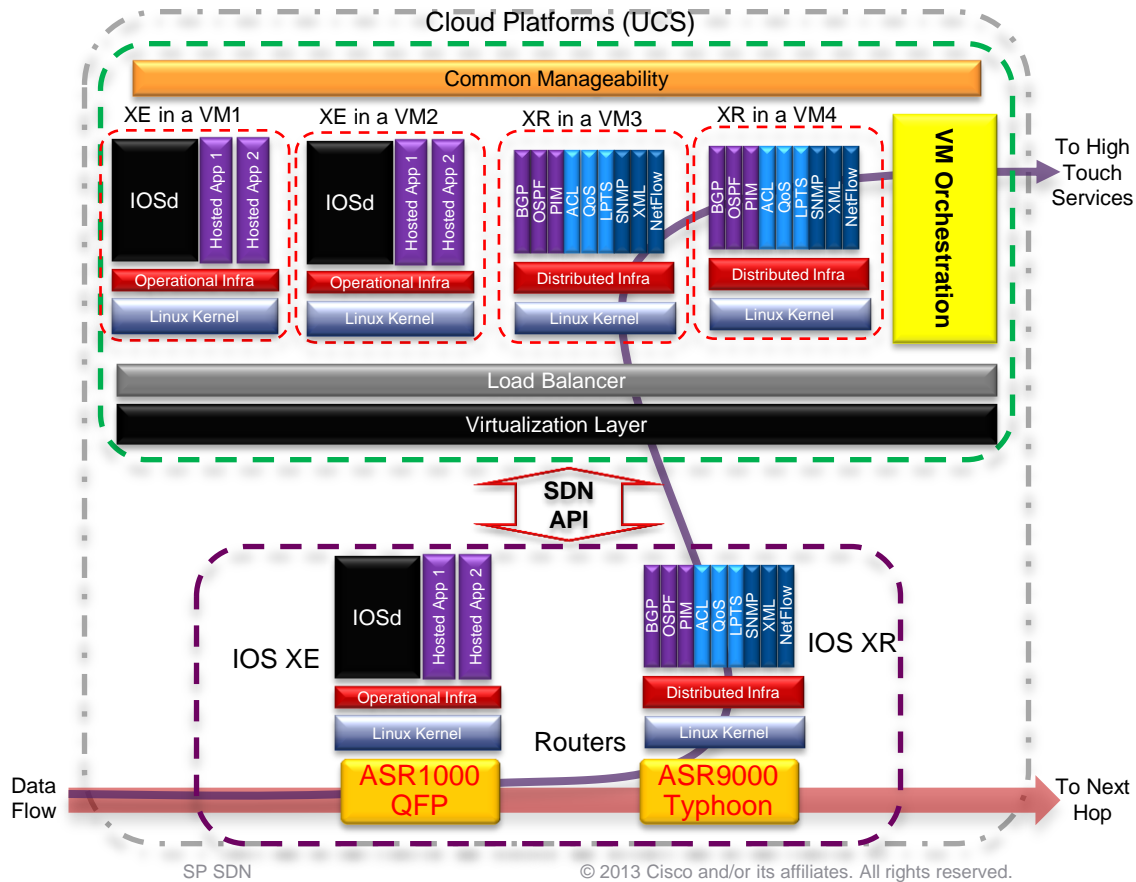 Cloud Platforms (UCS)
Common Manageability
XE in a VM1
XE in a VM2
XR in a VM3
XR in a VM4
IOSd
Hosted App 1
Hosted App 2
Operational Infra
Linux Kernel
IOSd
Hosted App 1
Hosted App 2
Operational Infra
Linux Kernel
BGP
OSPF
PIM
ACL
QoS
LPTS
SNMP
XML
NetFlow
Distributed Infra
Linux Kernel
BGP
OSPF
PIM
ACL
QoS
LPTS
SNMP
XML
NetFlow
Distributed Infra
Linux Kernel
VM Orchestration
To High
Touch
Services
Load Balancer
Virtualization Layer
SDN
API
IOS XE
IOSd
Hosted App 1
Hosted App 2
Operational Infra
Linux Kernel
BGP
OSPF
PIM
ACL
QoS
LPTS
SNMP
XML
NetFlow
IOS XR
Distributed Infra
Linux Kernel
Routers
Data
Flow
ASR1000
QFP
ASR9000
Typhoon
To Next
Hop
SP SDN
© 2013 Cisco and/or its affiliates. All rights reserved.